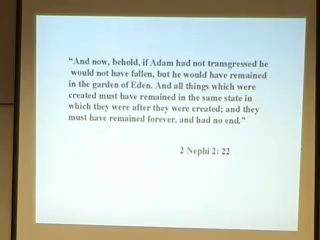 “And now, behold, if Adam had not transgressed he
would not have fallen, but he would have remained
in the garden of Eden. And all things which were
created must have remained in the same state in
which they were after they were created; and they
must have remained forever, and had no end.”
2 Nephi 2: 22